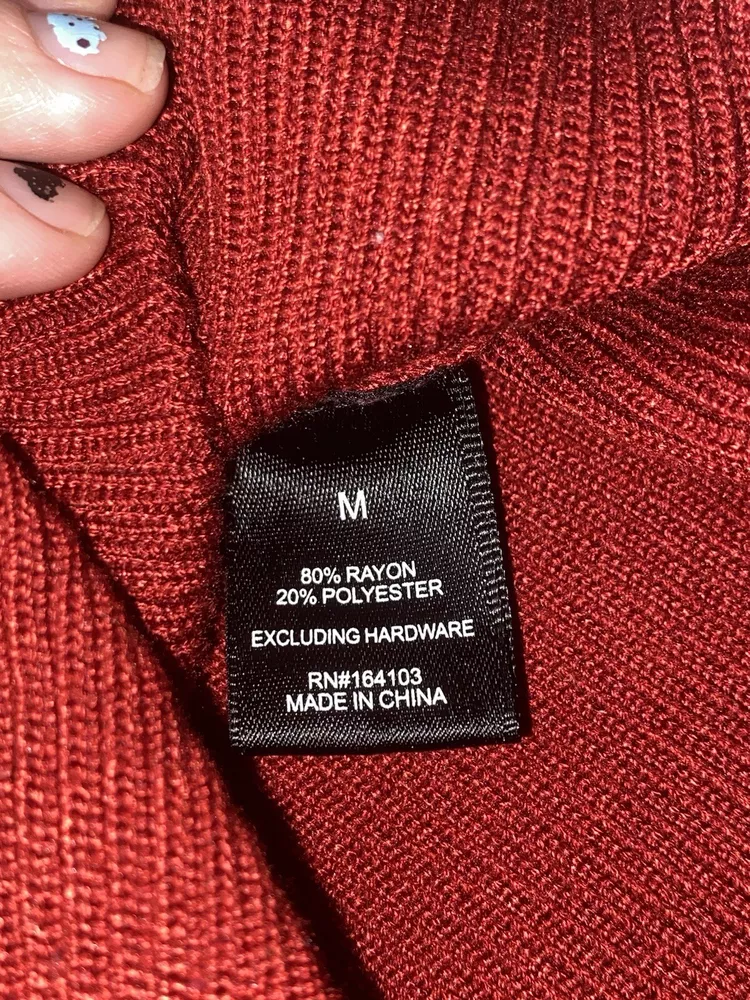 M
80% RAYON
20% POLYESTER
EXCLUDING HARDWARE
RN#164103
MADE IN CHINA